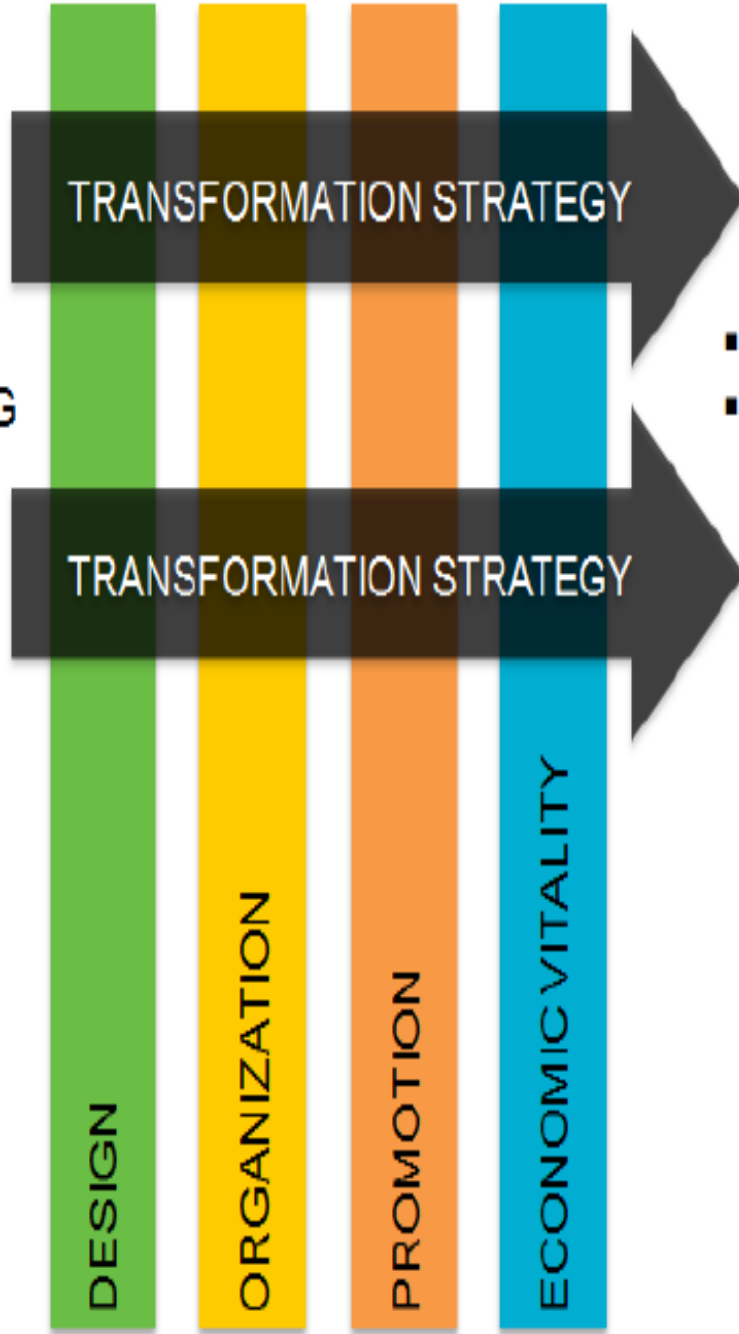 TRANSFORMATION STRATEGY
G
TRANSFORMATION STRATEGY
DESIGN
ORGANIZATION
PROMOTION
ECONOMIC VITALITY